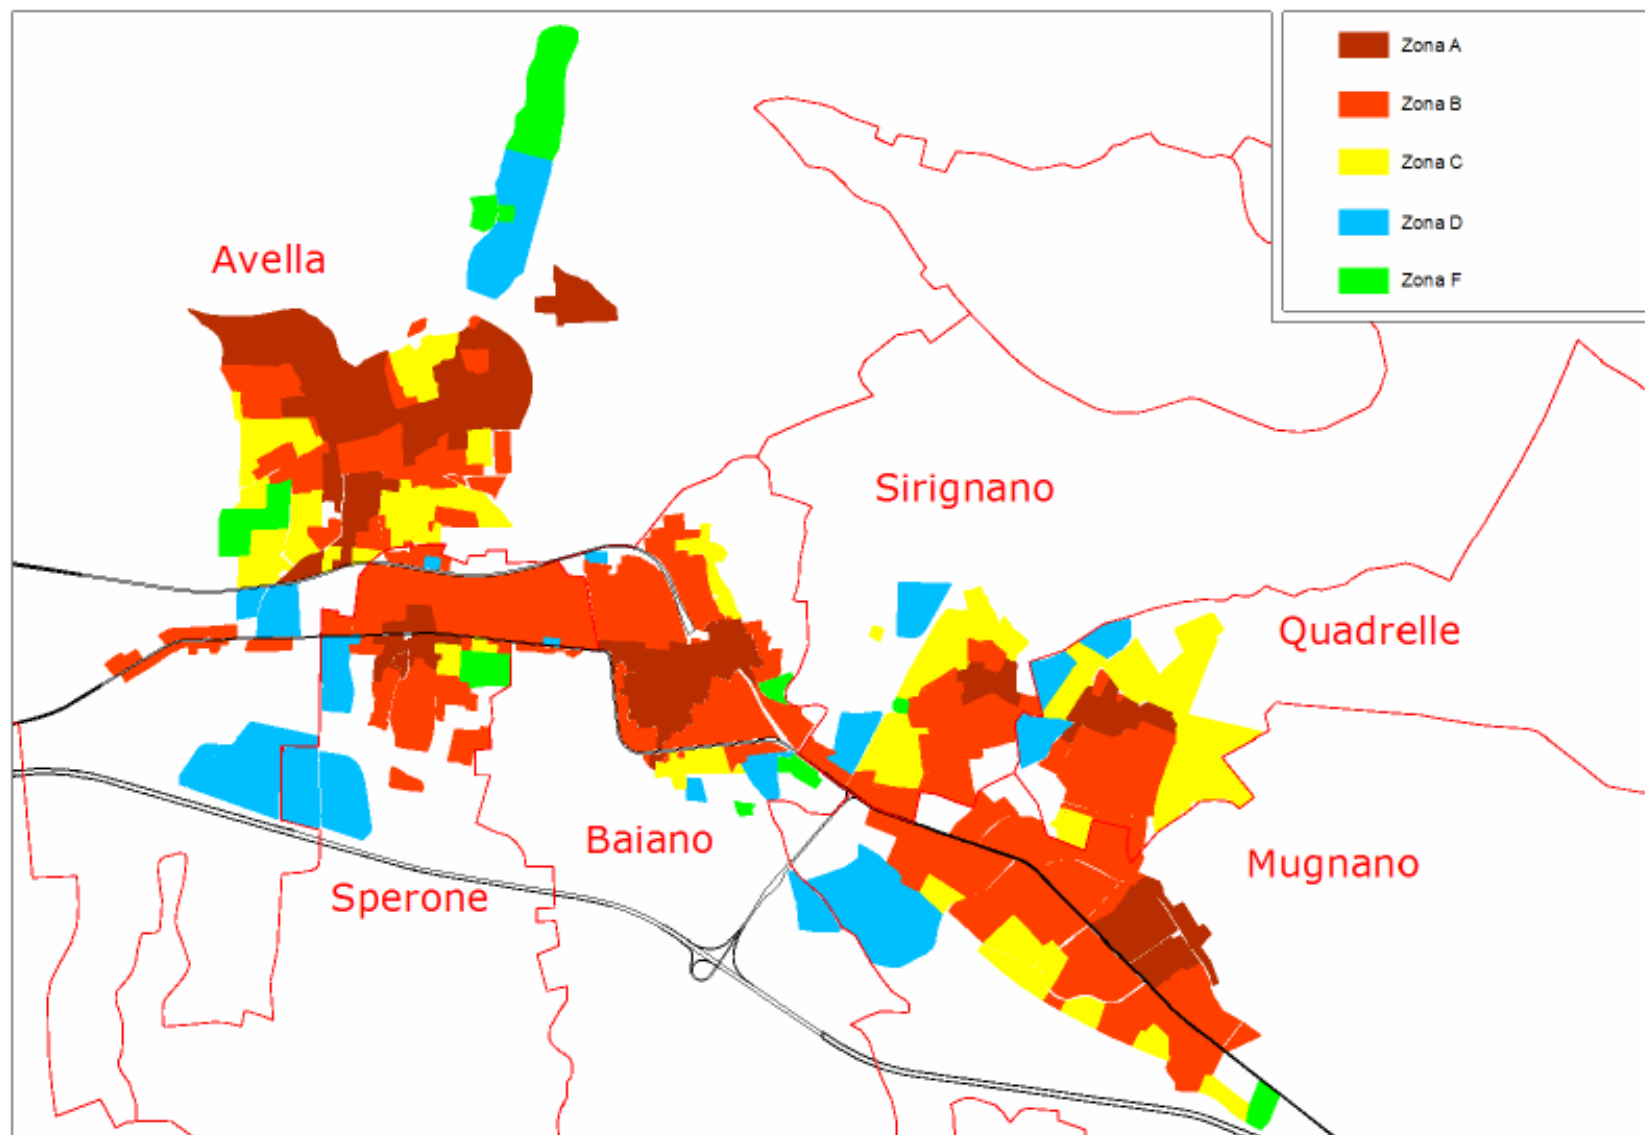 Zona A
Zona B
Zona C
Zona D
Zona F
Avella
Sirignano
Quadrelle
Baiano
Mugnano
Sperone